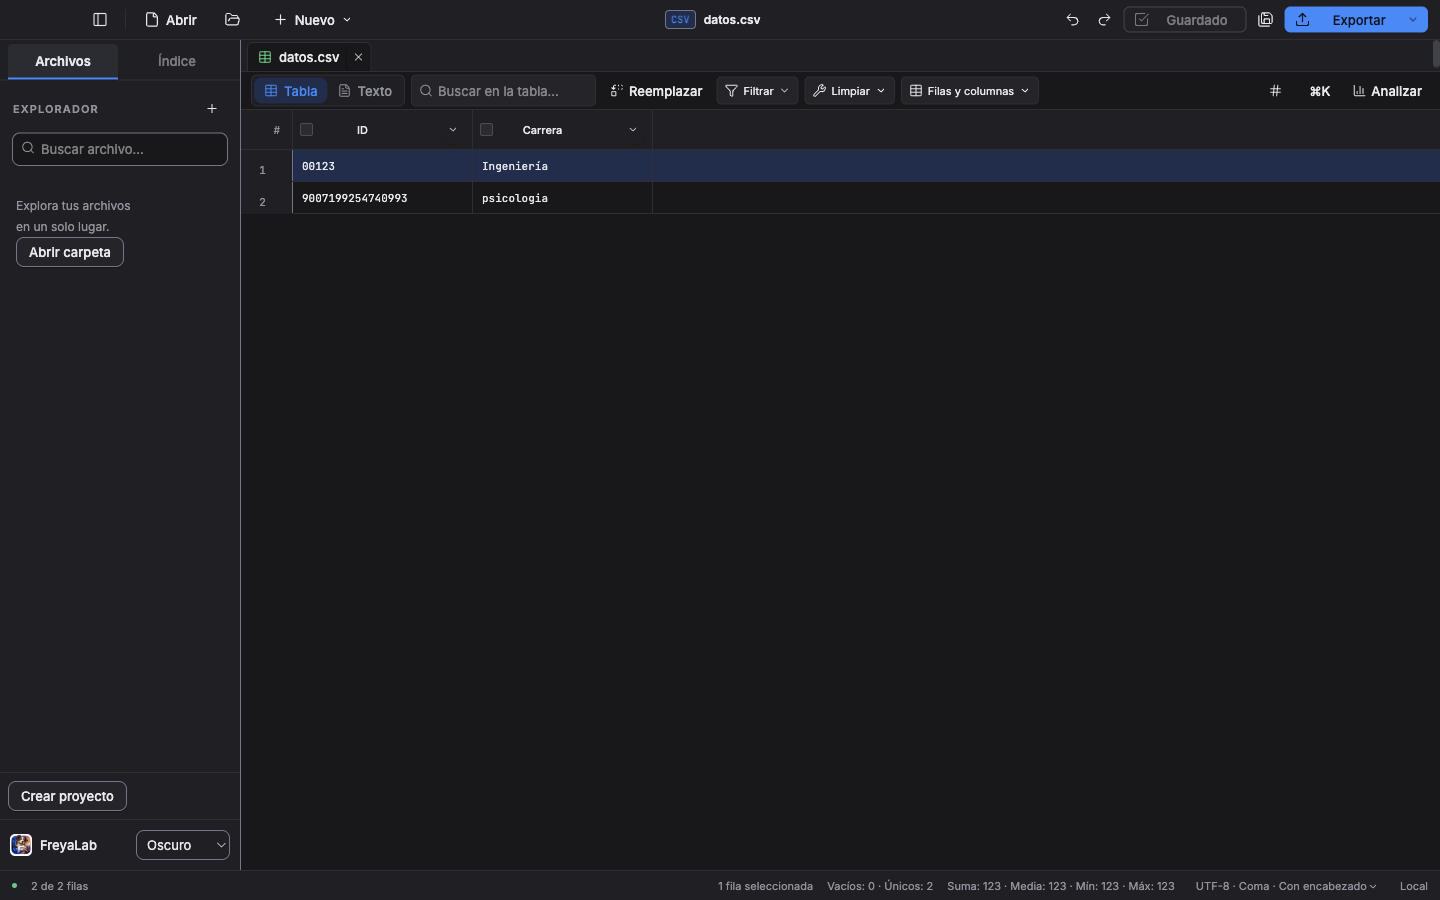 Abrir
Nuevo
CSV datos.csv
Guardado
Exportar
Archivos
Índice
datos.csv
Tabla
Texto
Buscar en la tabla...
Reemplazar
Filtrar
Limpiar
Filas y columnas
#
⌘K
Analizar
EXPLORADOR
Buscar archivo...
Explora tus archivos
en un solo lugar.
Abrir carpeta
# ID Carrera
1 00123 Ingeniería
2 9007199254740993 psicologia
Crear proyecto
FreyaLab
Oscuro
2 de 2 filas
1 fila seleccionada
Vacíos: 0 · Únicos: 2
Suma: 123 · Media: 123 · Mín: 123 · Máx: 123
UTF-8 · Coma · Con encabezado
Local